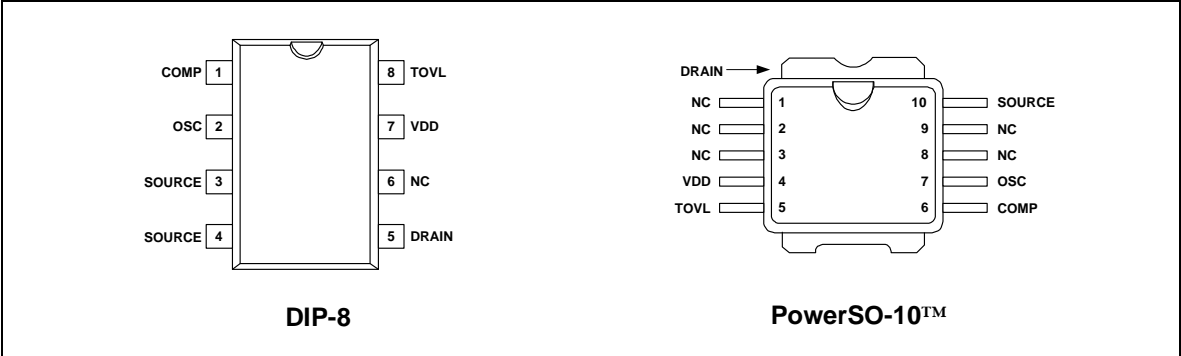 COMP 1 8 TOVL
OSC 2 7 VDD
SOURCE 3 6 NC
SOURCE 4 5 DRAIN
DIP-8
DRAIN
NC 1 10 SOURCE
NC 2 9 NC
NC 3 8 NC
VDD 4 7 OSC
TOVL 5 6 COMP
PowerSO-10™